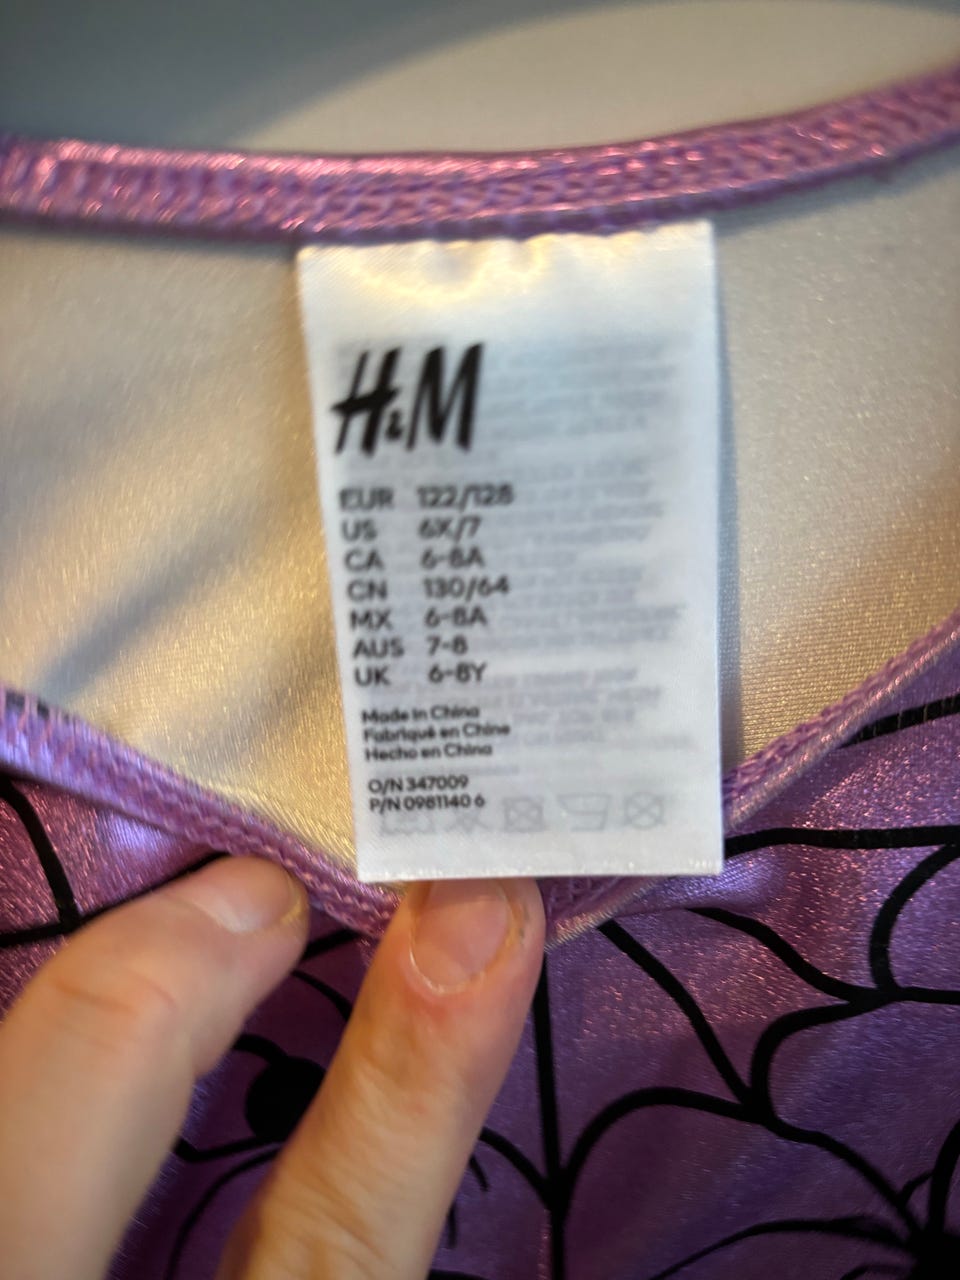 H&M
EUR 122/128
US 6X/7
CA 6-8A
CN 130/64
MX 6-8A
AUS 7-8
UK 6-8Y
Made in China
Fabriqué en Chine
Hecho en China
O/N 347009
P/N 0981140 6